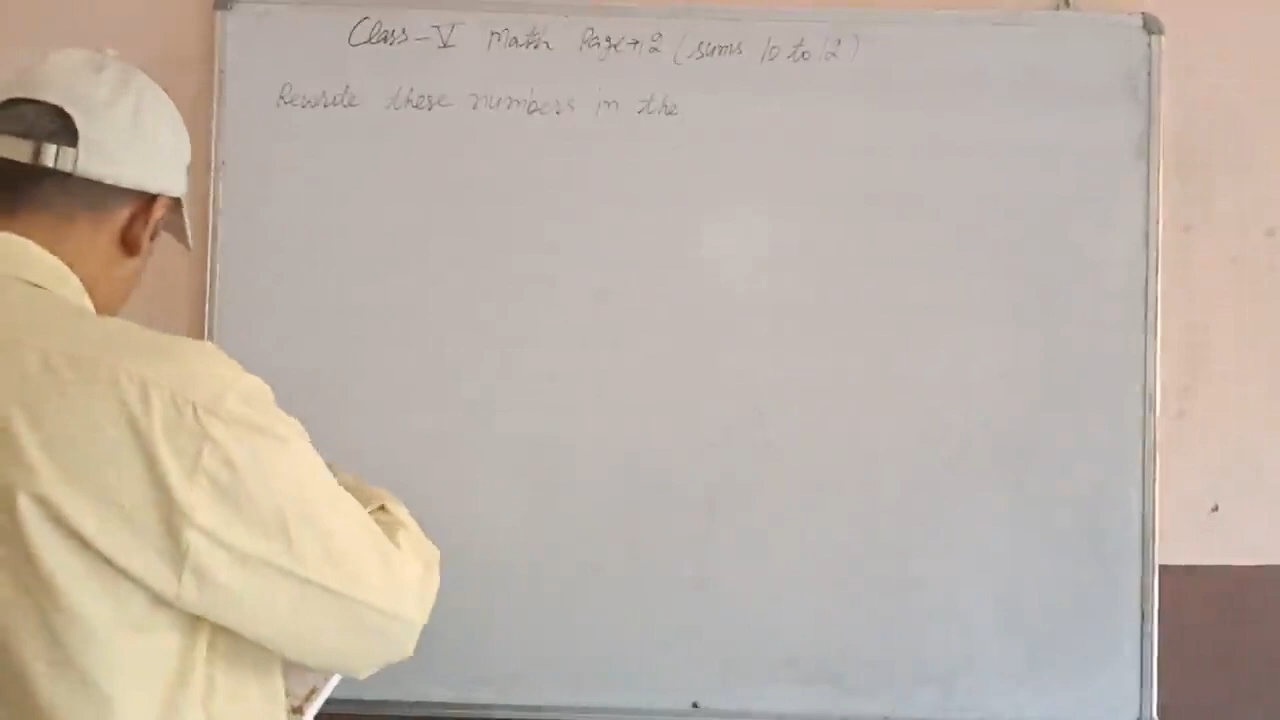 Class-V Math Page→12 (sums 10 to 12)
Rewrite these numbers in the